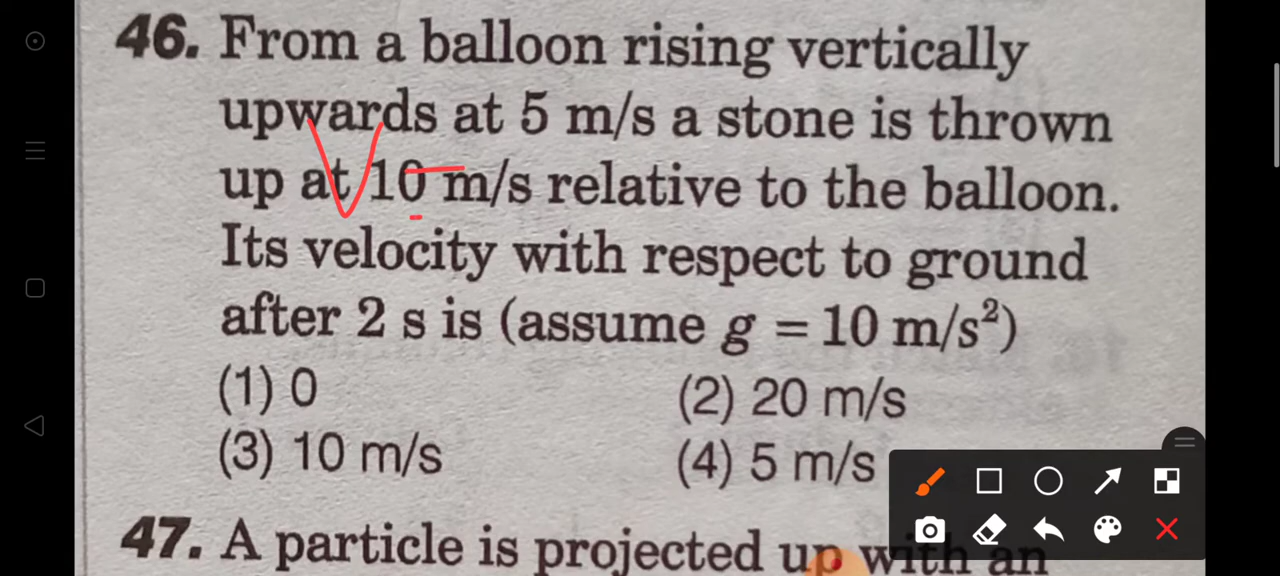 46. From a balloon rising vertically
upwards at 5 m/s a stone is thrown
up at 10 m/s relative to the balloon.
Its velocity with respect to ground
after 2 s is (assume g = 10 m/s²)
(1) 0 (2) 20 m/s
(3) 10 m/s (4) 5 m/s
47. A particle is projected up with an